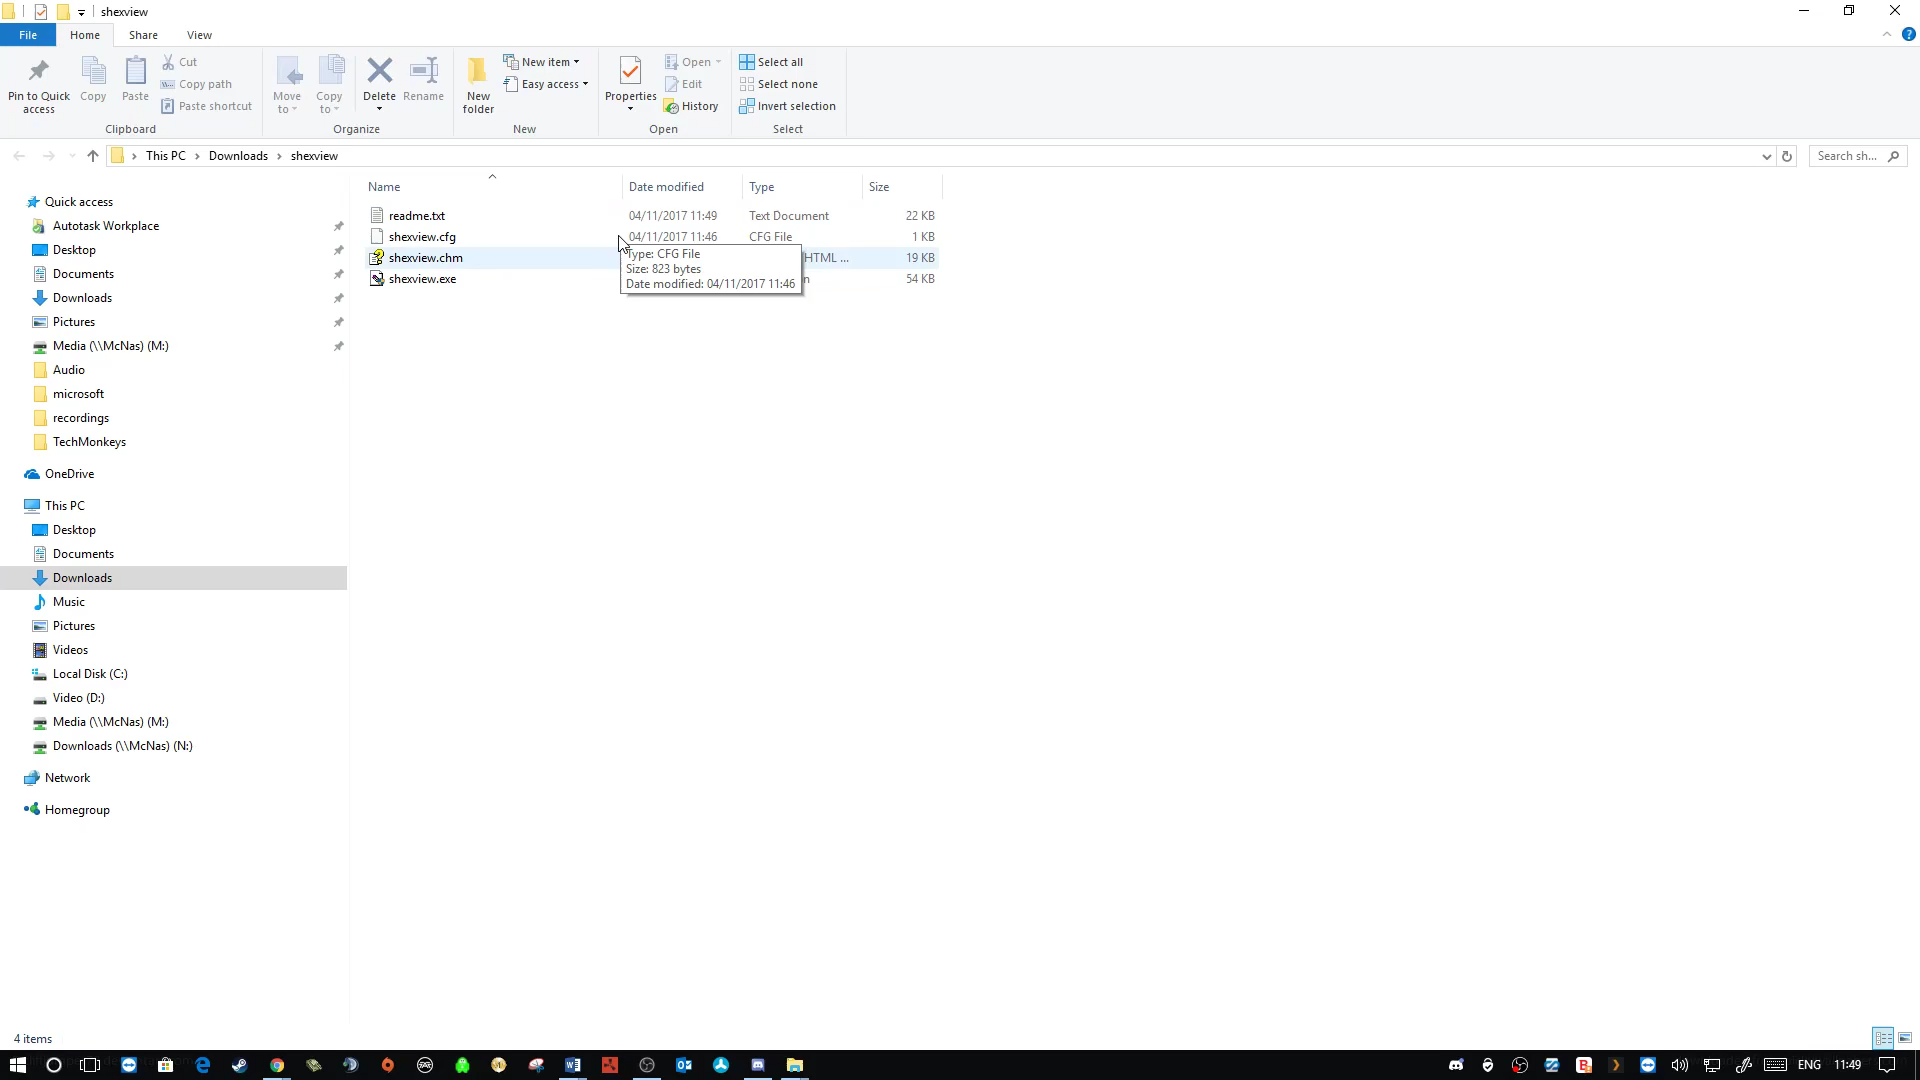 shexview
File Home Share View
Pin to Quick access
Copy
Paste
Cut
Copy path
Paste shortcut
Clipboard
Move to
Copy to
Delete
Rename
Organize
New folder
New item
Easy access
New
Properties
Open
Edit
History
Open
Select all
Select none
Invert selection
Select
This PC > Downloads > shexview
Search sh...
Name Date modified Type Size
readme.txt 04/11/2017 11:49 Text Document 22 KB
shexview.cfg 04/11/2017 11:46 CFG File 1 KB
shexview.chm HTML ... 19 KB
shexview.exe 54 KB
Type: CFG File
Size: 823 bytes
Date modified: 04/11/2017 11:46
Quick access
Autotask Workplace
Desktop
Documents
Downloads
Pictures
Media (\\McNas) (M:)
Audio
microsoft
recordings
TechMonkeys
OneDrive
This PC
Desktop
Documents
Downloads
Music
Pictures
Videos
Local Disk (C:)
Video (D:)
Media (\\McNas) (M:)
Downloads (\\McNas) (N:)
Network
Homegroup
4 items
ENG 11:49